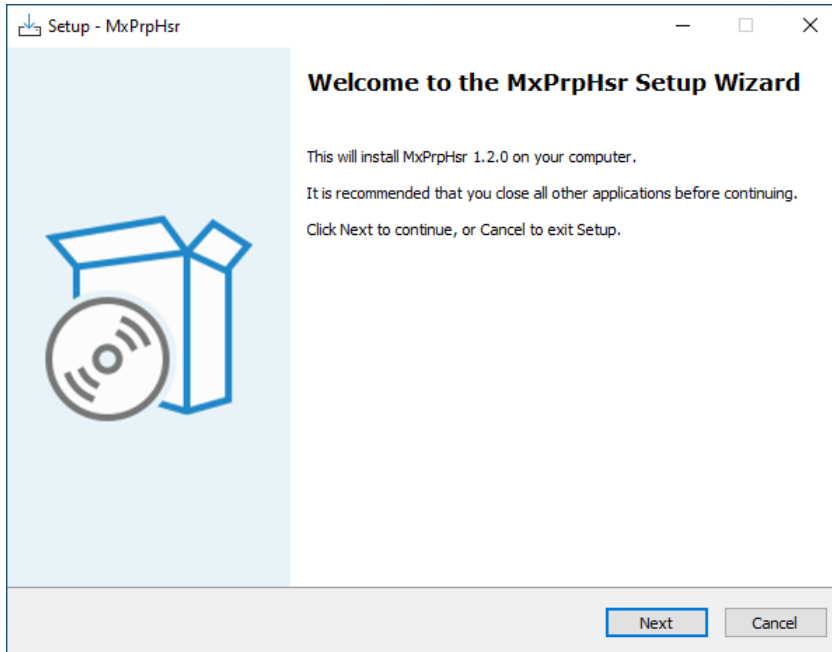 Setup - MxPrpHsr
Welcome to the MxPrpHsr Setup Wizard
This will install MxPrpHsr 1.2.0 on your computer.
It is recommended that you close all other applications before continuing.
Click Next to continue, or Cancel to exit Setup.
Next Cancel